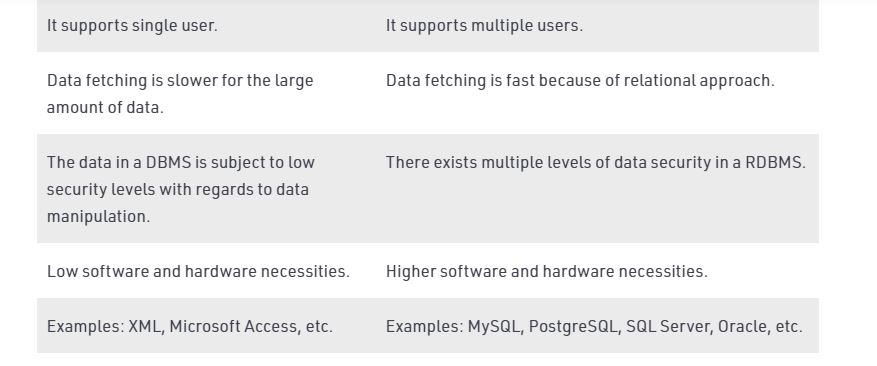 It supports single user. It supports multiple users.
Data fetching is slower for the large Data fetching is fast because of relational approach.
amount of data.
The data in a DBMS is subject to low There exists multiple levels of data security in a RDBMS.
security levels with regards to data
manipulation.
Low software and hardware necessities. Higher software and hardware necessities.
Examples: XML, Microsoft Access, etc. Examples: MySQL, PostgreSQL, SQL Server, Oracle, etc.